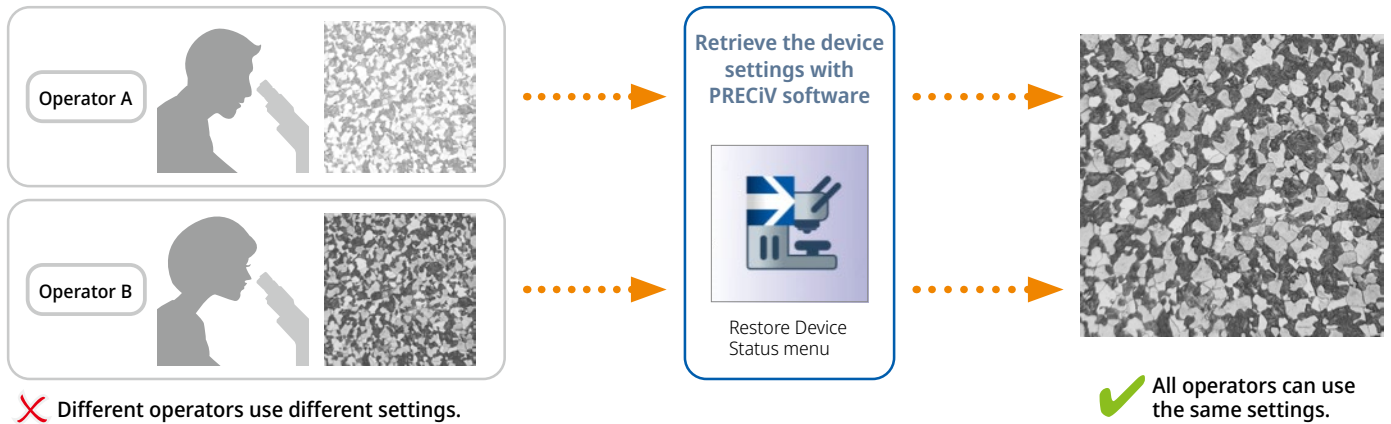 Operator A
Operator B
Different operators use different settings.
Retrieve the device
settings with
PRECiV software
Restore Device
Status menu
All operators can use
the same settings.